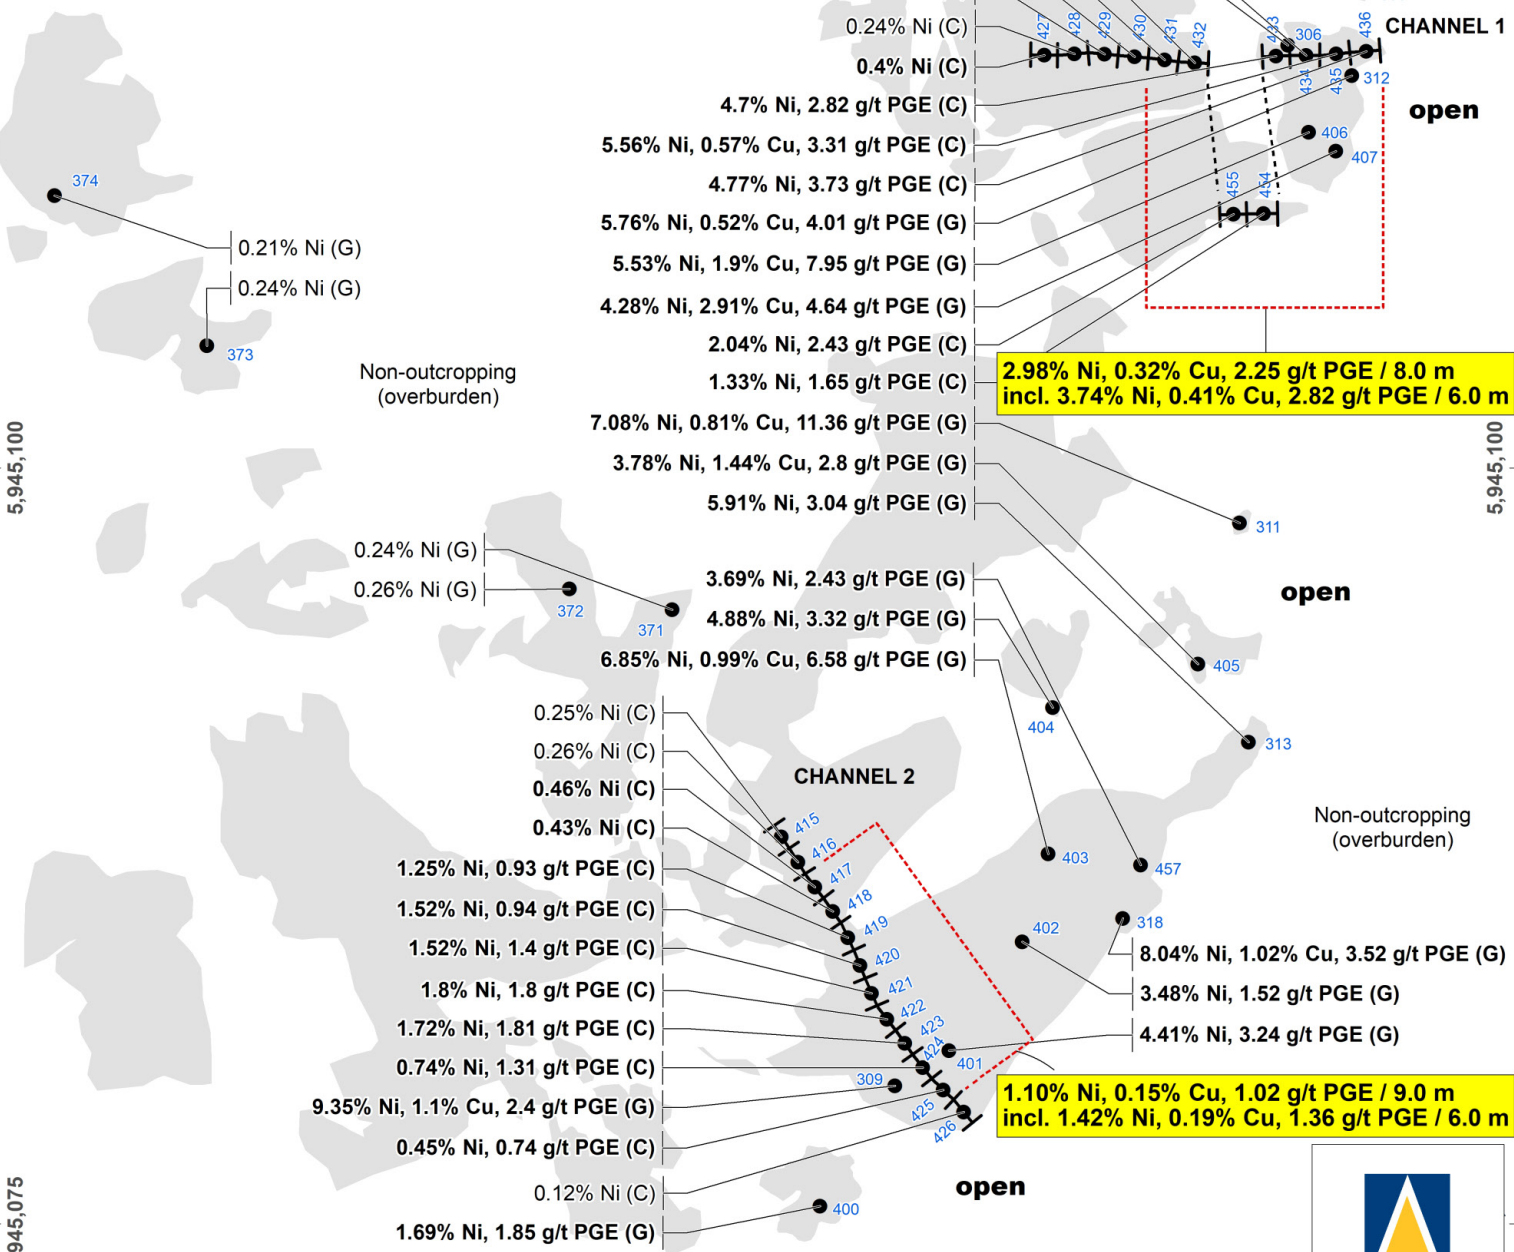 0.24% Ni (C)
0.4% Ni (C)
4.7% Ni, 2.82 g/t PGE (C)
5.56% Ni, 0.57% Cu, 3.31 g/t PGE (C)
4.77% Ni, 3.73 g/t PGE (C)
5.76% Ni, 0.52% Cu, 4.01 g/t PGE (G)
5.53% Ni, 1.9% Cu, 7.95 g/t PGE (G)
4.28% Ni, 2.91% Cu, 4.64 g/t PGE (G)
2.04% Ni, 2.43 g/t PGE (C)
1.33% Ni, 1.65 g/t PGE (C)
7.08% Ni, 0.81% Cu, 11.36 g/t PGE (G)
3.78% Ni, 1.44% Cu, 2.8 g/t PGE (G)
5.91% Ni, 3.04 g/t PGE (G)
3.69% Ni, 2.43 g/t PGE (G)
4.88% Ni, 3.32 g/t PGE (G)
6.85% Ni, 0.99% Cu, 6.58 g/t PGE (G)
427
428
429
430
431
432
433
306
434
435
436
CHANNEL 1
312
open
406
407
455
454
2.98% Ni, 0.32% Cu, 2.25 g/t PGE / 8.0 m
incl. 3.74% Ni, 0.41% Cu, 2.82 g/t PGE / 6.0 m
374
0.21% Ni (G)
0.24% Ni (G)
373
Non-outcropping
(overburden)
5,945,100
5,945,100
311
open
0.24% Ni (G)
0.26% Ni (G)
372
371
405
404
313
0.25% Ni (C)
0.26% Ni (C)
0.46% Ni (C)
0.43% Ni (C)
1.25% Ni, 0.93 g/t PGE (C)
1.52% Ni, 0.94 g/t PGE (C)
1.52% Ni, 1.4 g/t PGE (C)
1.8% Ni, 1.8 g/t PGE (C)
1.72% Ni, 1.81 g/t PGE (C)
0.74% Ni, 1.31 g/t PGE (C)
9.35% Ni, 1.1% Cu, 2.4 g/t PGE (G)
0.45% Ni, 0.74 g/t PGE (C)
0.12% Ni (C)
1.69% Ni, 1.85 g/t PGE (G)
CHANNEL 2
415
416
417
418
419
420
421
422
423
424
425
426
309
401
400
Non-outcropping
(overburden)
403
457
402
318
8.04% Ni, 1.02% Cu, 3.52 g/t PGE (G)
3.48% Ni, 1.52 g/t PGE (G)
4.41% Ni, 3.24 g/t PGE (G)
1.10% Ni, 0.15% Cu, 1.02 g/t PGE / 9.0 m
incl. 1.42% Ni, 0.19% Cu, 1.36 g/t PGE / 6.0 m
open
945,075